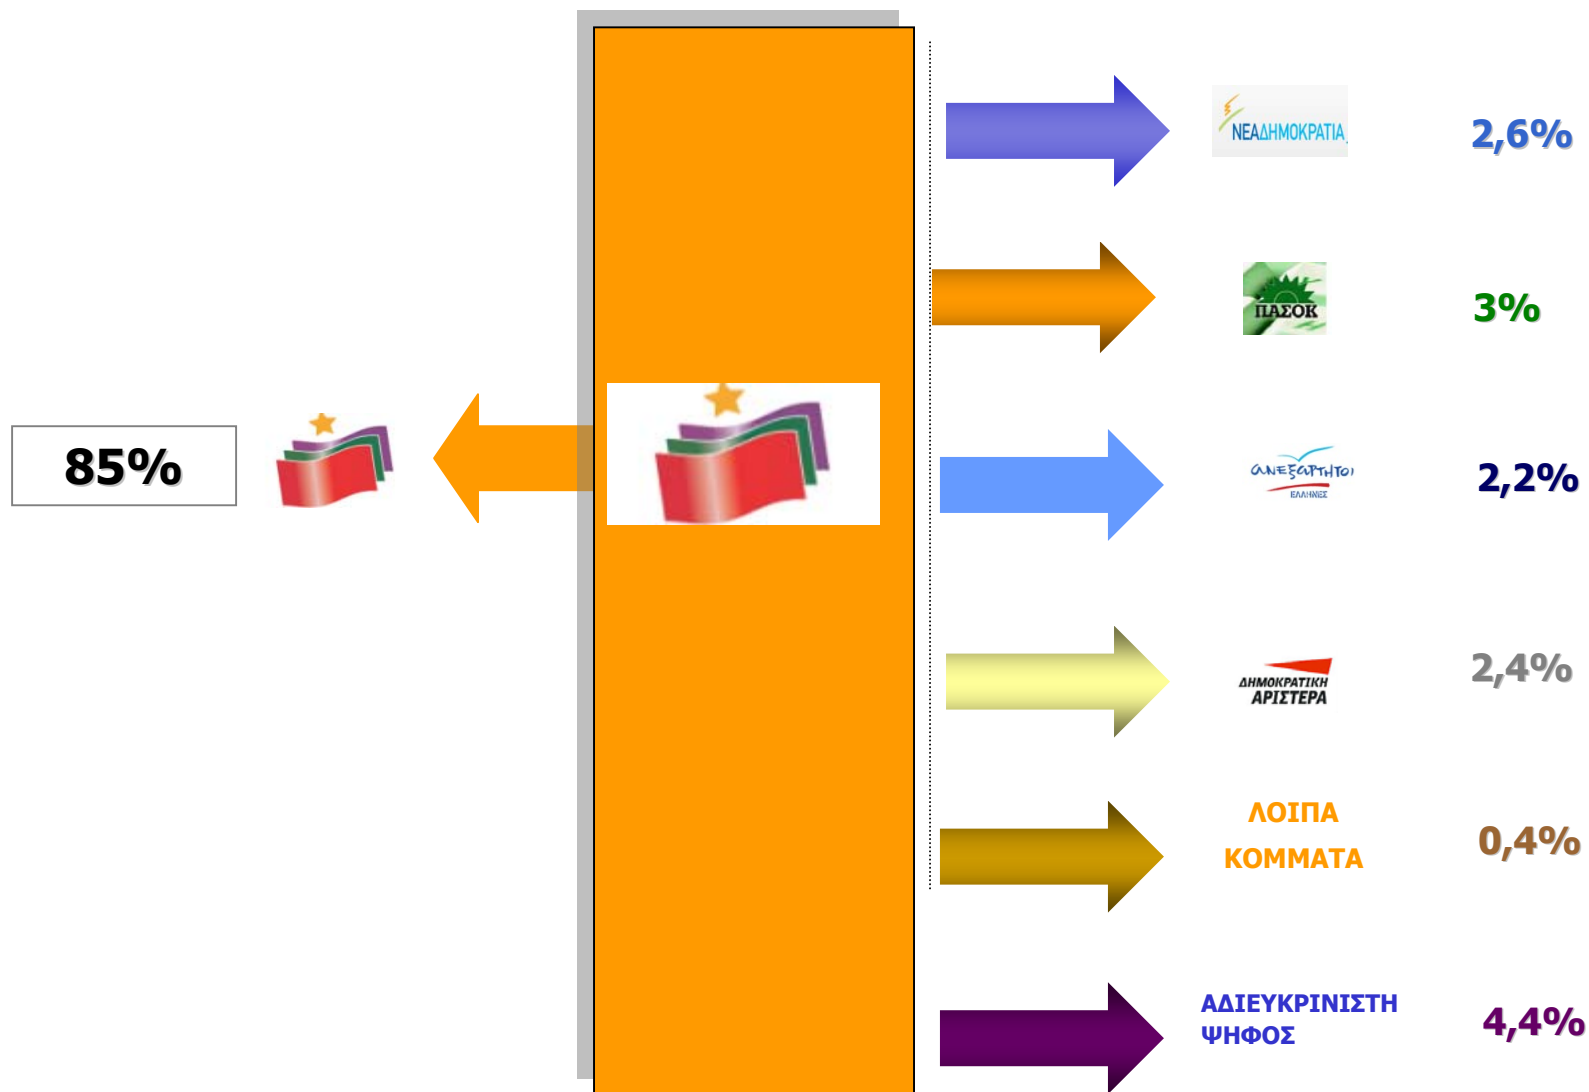 ΝΕΑΔΗΜΟΚΡΑΤΙΑ
2,6%
ΠΑΣΟΚ
3%
85%
ανεξαρτητοι
ΕΛΛΗΝΕΣ
2,2%
ΔΗΜΟΚΡΑΤΙΚΗ
ΑΡΙΣΤΕΡΑ
2,4%
ΛΟΙΠΑ
ΚΟΜΜΑΤΑ
0,4%
ΑΔΙΕΥΚΡΙΝΙΣΤΗ
ΨΗΦΟΣ
4,4%